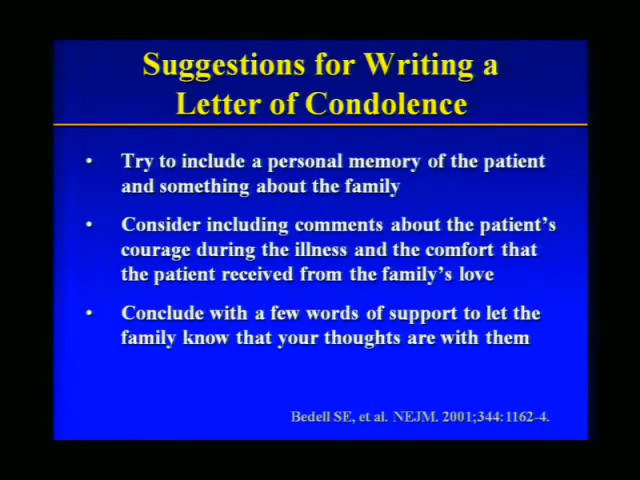 Suggestions for Writing a
Letter of Condolence
• Try to include a personal memory of the patient
and something about the family
• Consider including comments about the patient's
courage during the illness and the comfort that
the patient received from the family's love
• Conclude with a few words of support to let the
family know that your thoughts are with them
Bedell SE, et al. NEJM. 2001;344:1162-4.